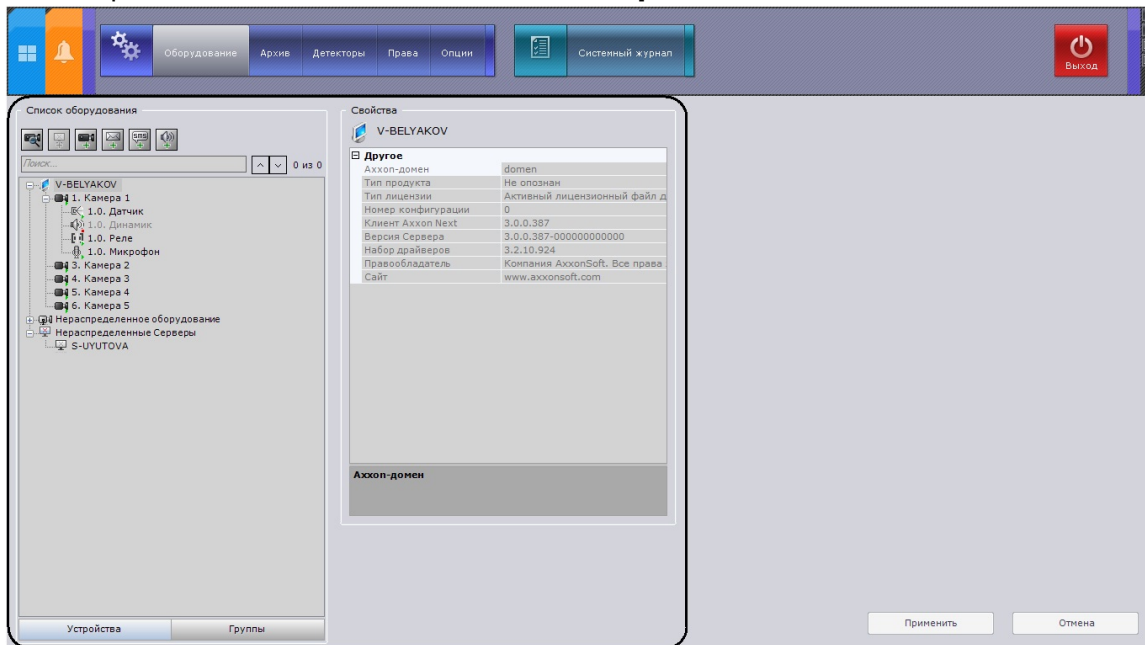 Оборудование
Архив
Детекторы
Права
Опции
Системный журнал
Выход
Список оборудования
SMS
Поиск...
0 из 0
V-BELYAKOV
1. Камера 1
1.0. Датчик
1.0. Динамик
1.0. Реле
1.0. Микрофон
3. Камера 2
4. Камера 3
5. Камера 4
6. Камера 5
Нераспределенное оборудование
Нераспределенные Серверы
S-UYUTOVA
Устройства
Группы
Свойства
V-BELYAKOV
Другое
Axxon-домен domen
Тип продукта Не опознан
Тип лицензии Активный лицензионный файл д
Номер конфигурации 0
Клиент Axxon Next 3.0.0.387
Версия Сервера 3.0.0.387-000000000000
Набор драйверов 3.2.10.924
Правообладатель Компания AxxonSoft. Все права
Сайт www.axxonsoft.com
Axxon-домен
Применить
Отмена